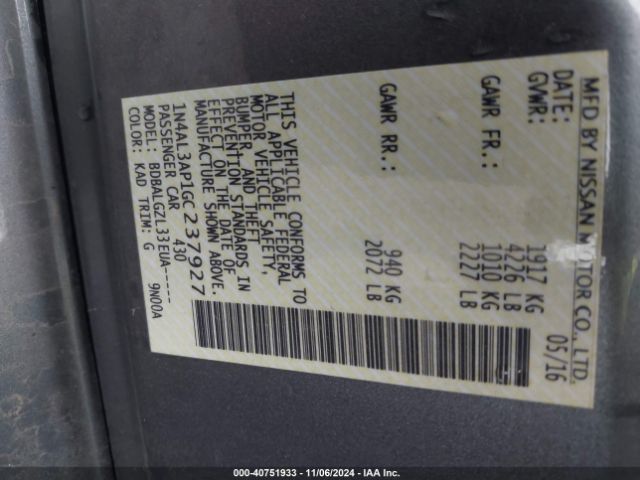 MFD BY NISSAN MOTOR CO., LTD.
DATE: 05/16
GVWR: 1917 KG
4226 LB
GAWR FR.: 1010 KG
2227 LB
GAWR RR.: 940 KG
2072 LB
THIS VEHICLE CONFORMS TO
ALL APPLICABLE FEDERAL
MOTOR VEHICLE SAFETY,
BUMPER, AND THEFT
PREVENTION STANDARDS IN
EFFECT ON THE DATE OF
MANUFACTURE SHOWN ABOVE.
1N4AL3AP1GC237927
PASSENGER CAR 430
MODEL: BDBALGZL33EUA-----
COLOR: KAD TRIM: G 9N00A
000-40751933 - 11/06/2024 - IAAI.com